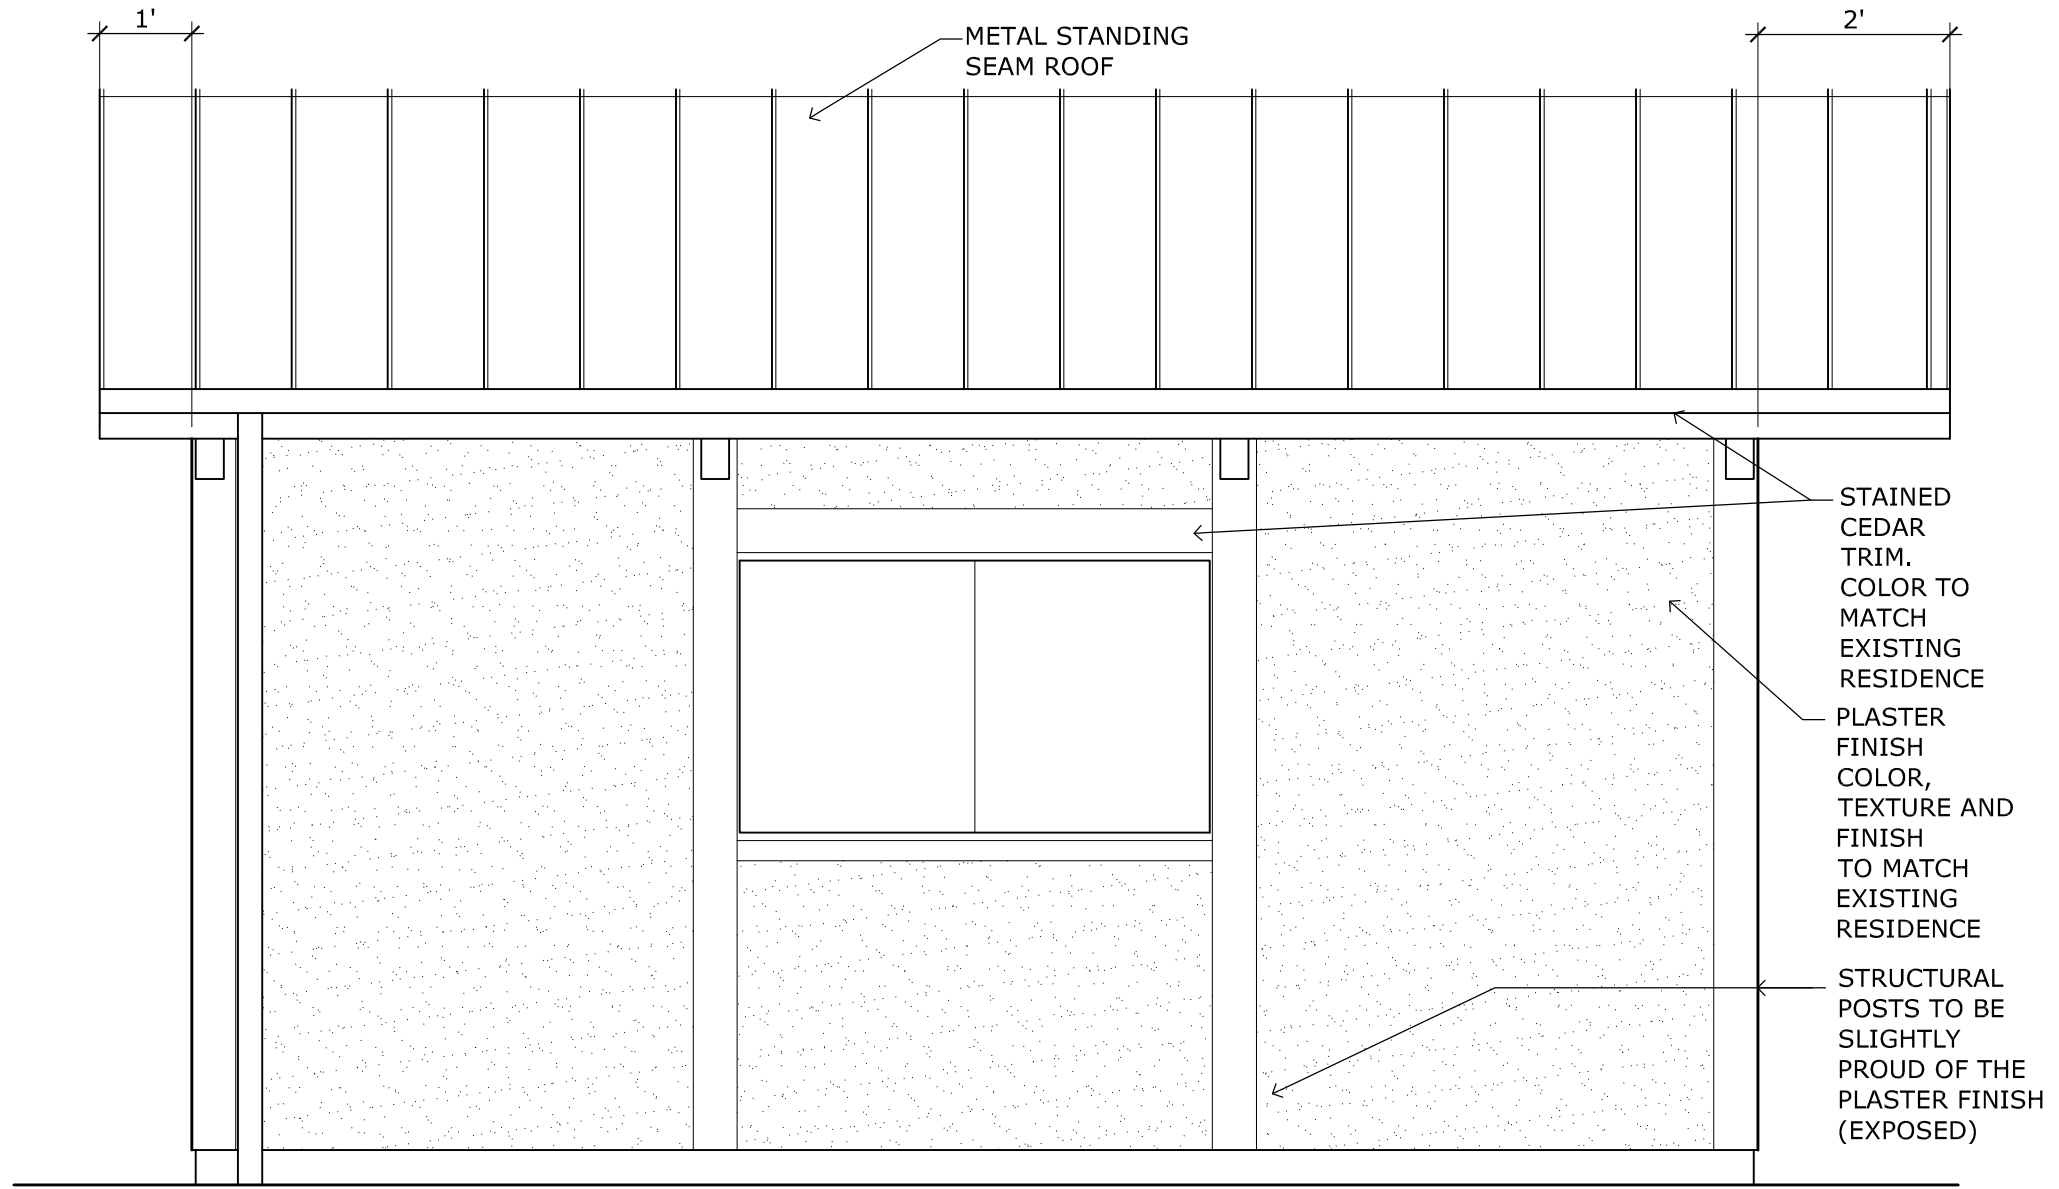 1'
2'
METAL STANDING
SEAM ROOF
STAINED
CEDAR
TRIM.
COLOR TO
MATCH
EXISTING
RESIDENCE
PLASTER
FINISH
COLOR,
TEXTURE AND
FINISH
TO MATCH
EXISTING
RESIDENCE
STRUCTURAL
POSTS TO BE
SLIGHTLY
PROUD OF THE
PLASTER FINISH
(EXPOSED)